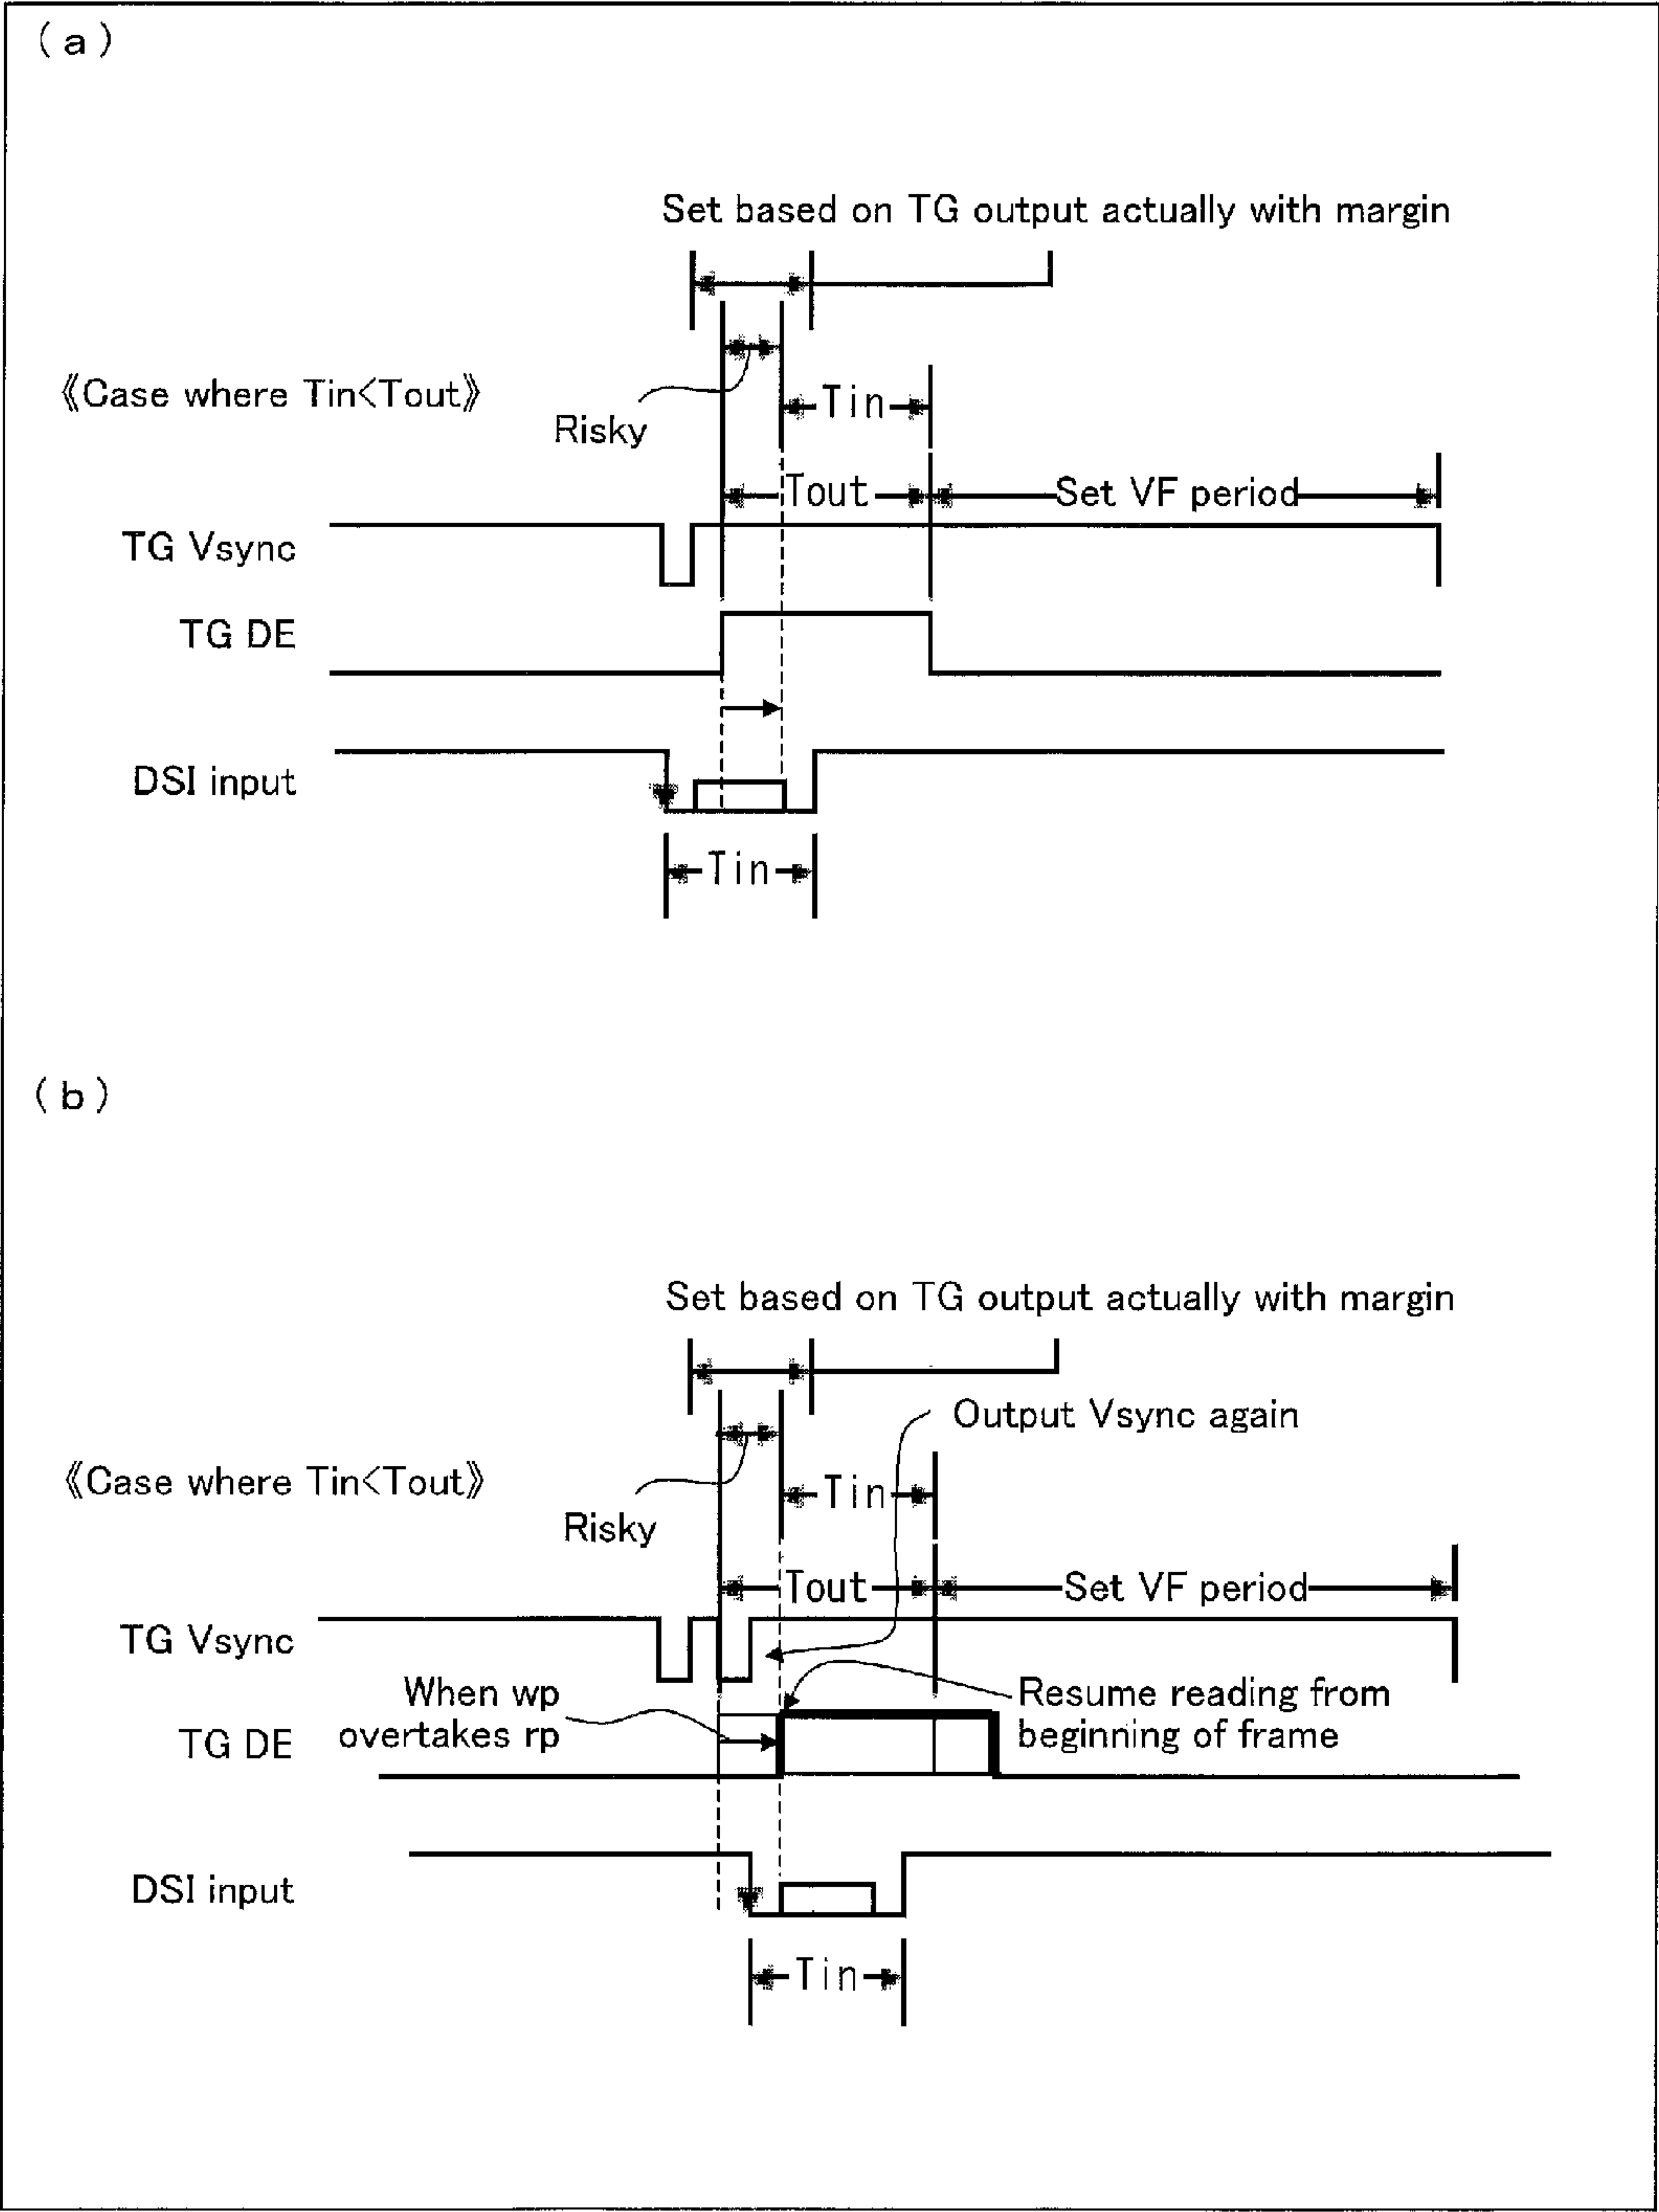 (a)
Set based on TG output actually with margin
《Case where Tin<Tout》
Tin
Risky
Tout
Set VF period
TG Vsync
TG DE
DSI input
Tin
(b)
Set based on TG output actually with margin
Output Vsync again
《Case where Tin<Tout》
Tin
Risky
Tout
Set VF period
TG Vsync
When wp
overtakes rp
Resume reading from
beginning of frame
TG DE
DSI input
Tin